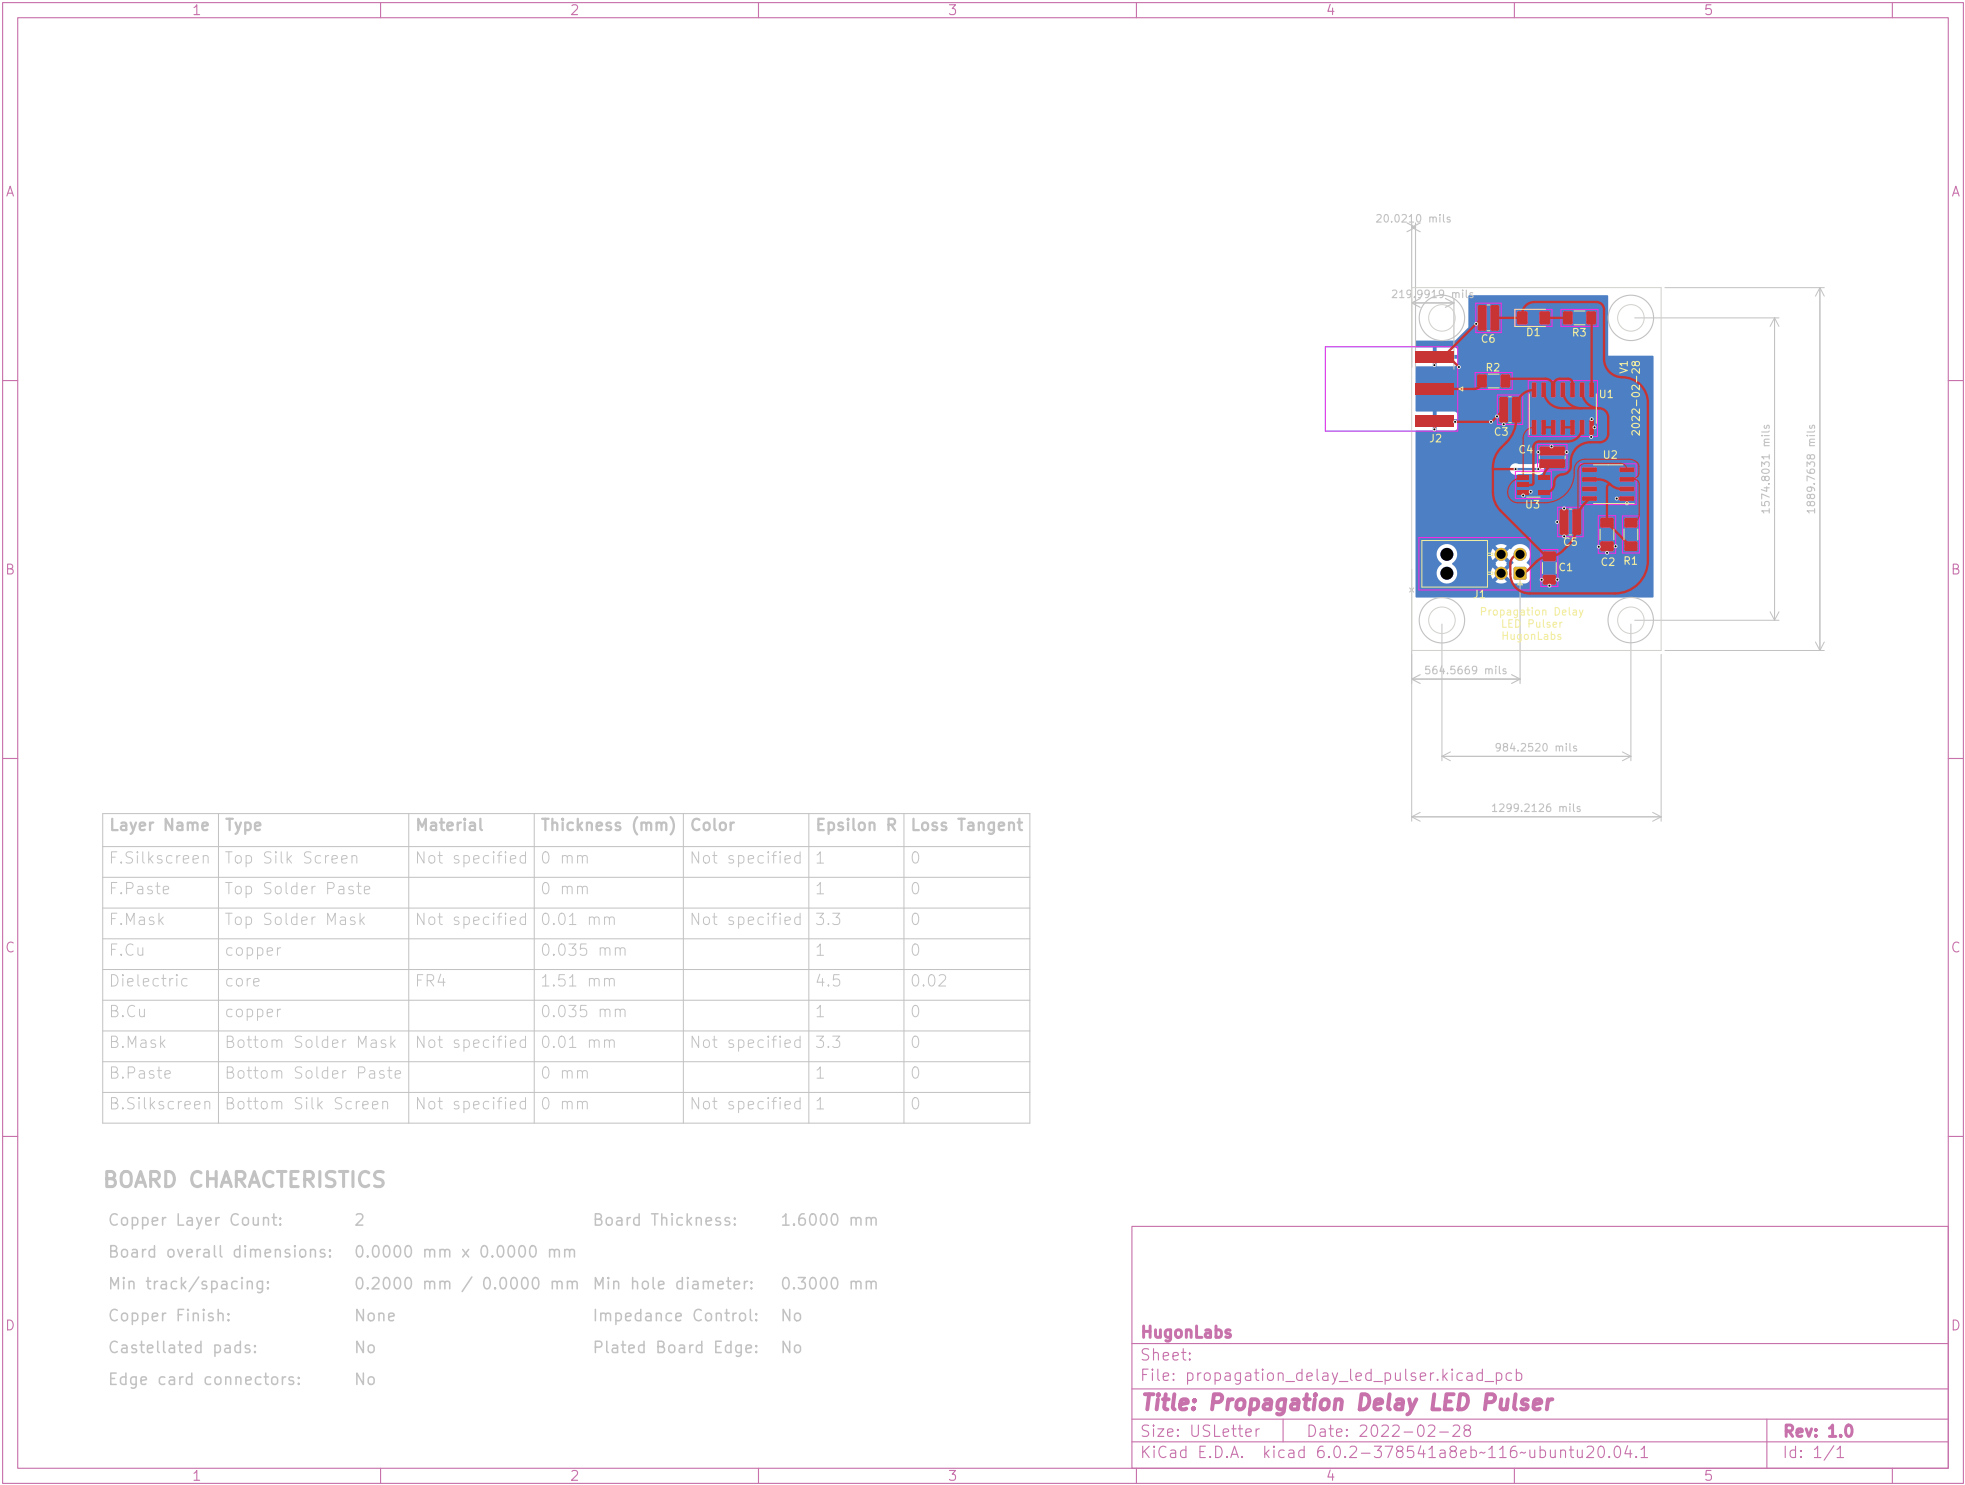 1 2 3 4 5
A A
20.0210 mils
219.9919 mils
C6 D1 R3
V1
2022-02-28
R2
U1
C3
J2
C4
U2
U3
C5
C2 R1
C1
J1
1574.8031 mils
1889.7638 mils
B B
Propagation Delay
LED Pulser
HugonLabs
564.5669 mils
984.2520 mils
1299.2126 mils
Layer Name Type Material Thickness (mm) Color Epsilon R Loss Tangent
F.Silkscreen Top Silk Screen Not specified 0 mm Not specified 1 0
F.Paste Top Solder Paste 0 mm 1 0
F.Mask Top Solder Mask Not specified 0.01 mm Not specified 3.3 0
F.Cu copper 0.035 mm 1 0
C C
Dielectric core FR4 1.51 mm 4.5 0.02
B.Cu copper 0.035 mm 1 0
B.Mask Bottom Solder Mask Not specified 0.01 mm Not specified 3.3 0
B.Paste Bottom Solder Paste 0 mm 1 0
B.Silkscreen Bottom Silk Screen Not specified 0 mm Not specified 1 0
BOARD CHARACTERISTICS
Copper Layer Count: 2 Board Thickness: 1.6000 mm
Board overall dimensions: 0.0000 mm x 0.0000 mm
Min track/spacing: 0.2000 mm / 0.0000 mm Min hole diameter: 0.3000 mm
Copper Finish: None Impedance Control: No
Castellated pads: No Plated Board Edge: No
Edge card connectors: No
D D
HugonLabs
Sheet:
File: propagation_delay_led_pulser.kicad_pcb
Title: Propagation Delay LED Pulser
Size: USLetter Date: 2022-02-28 Rev: 1.0
KiCad E.D.A. kicad 6.0.2-378541a8eb~116~ubuntu20.04.1 Id: 1/1
1 2 3 4 5